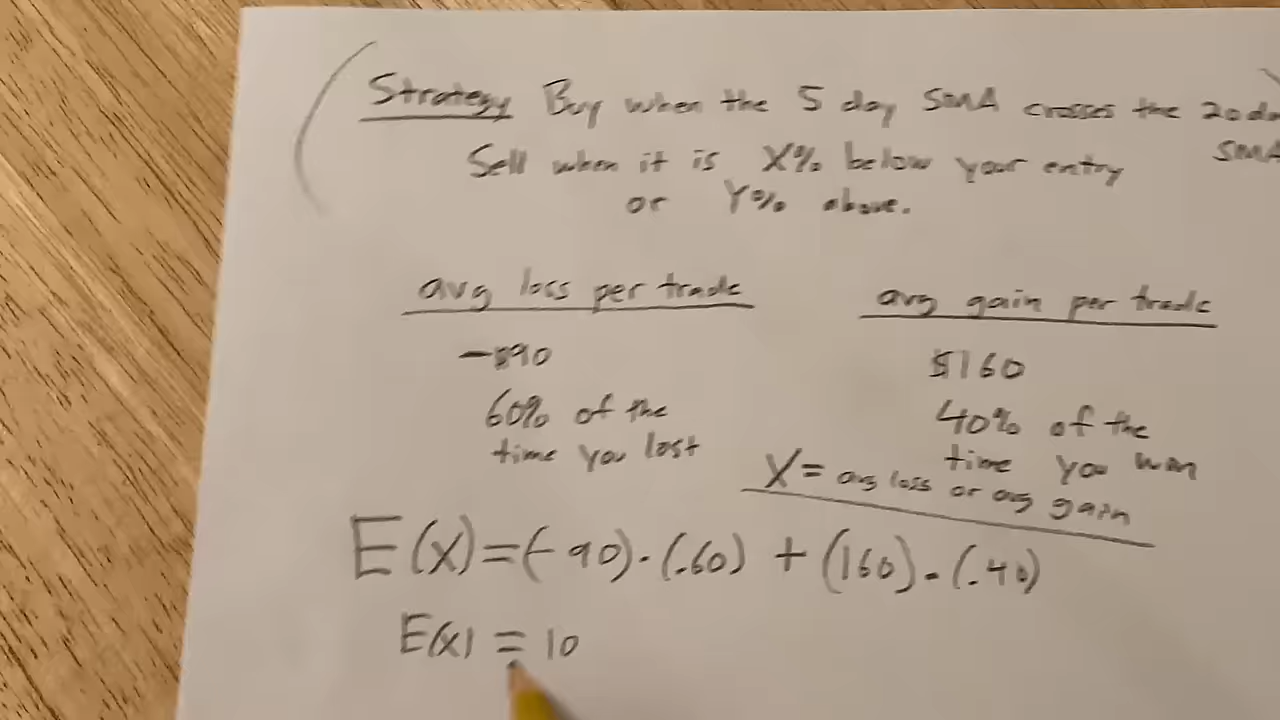 Strategy Buy when the 5 day SMA crosses the 20 da
SMA
Sell when it is X% below your entry
or Y% above.
avg loss per trade
-$90
60% of the
time you lost
avg gain per trade
$160
40% of the
time you won
X = avg loss or avg gain
E(X)=(-90)·(.60) + (160)·(.40)
E(x) = 10